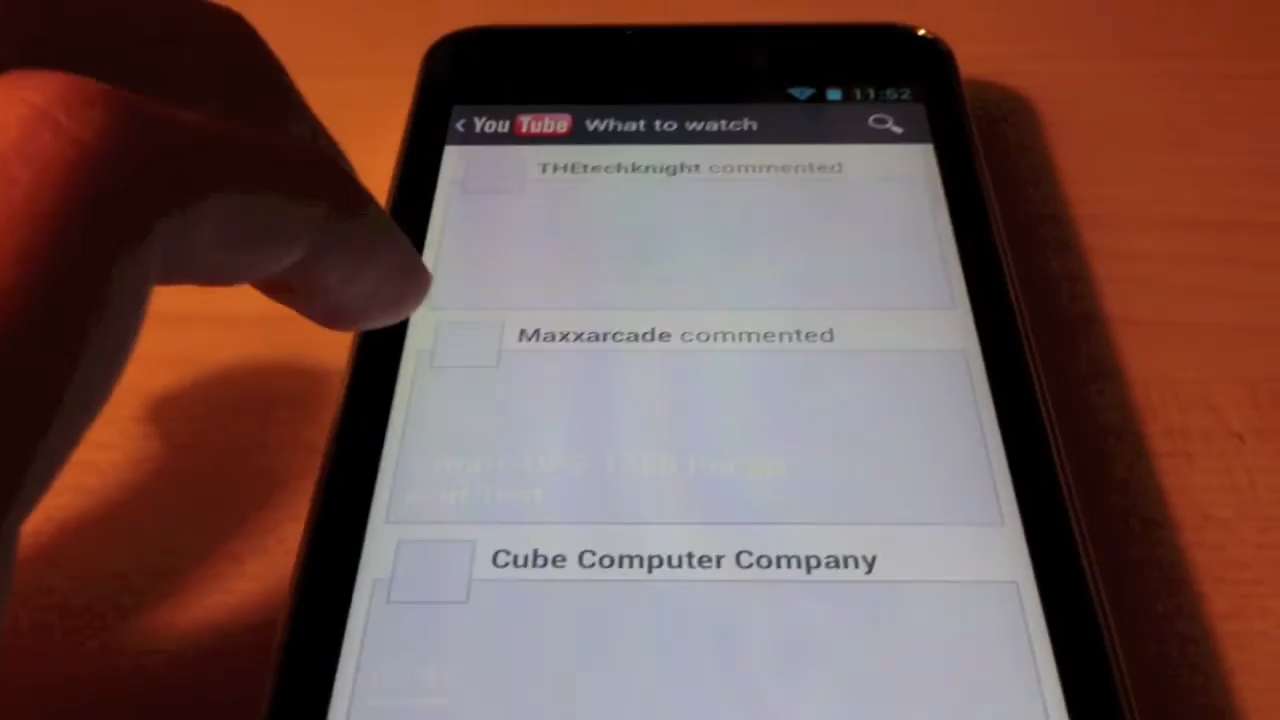 11:52
< YouTube What to watch
THEtechknight commented
Maxxarcade commented
Cube Computer Company